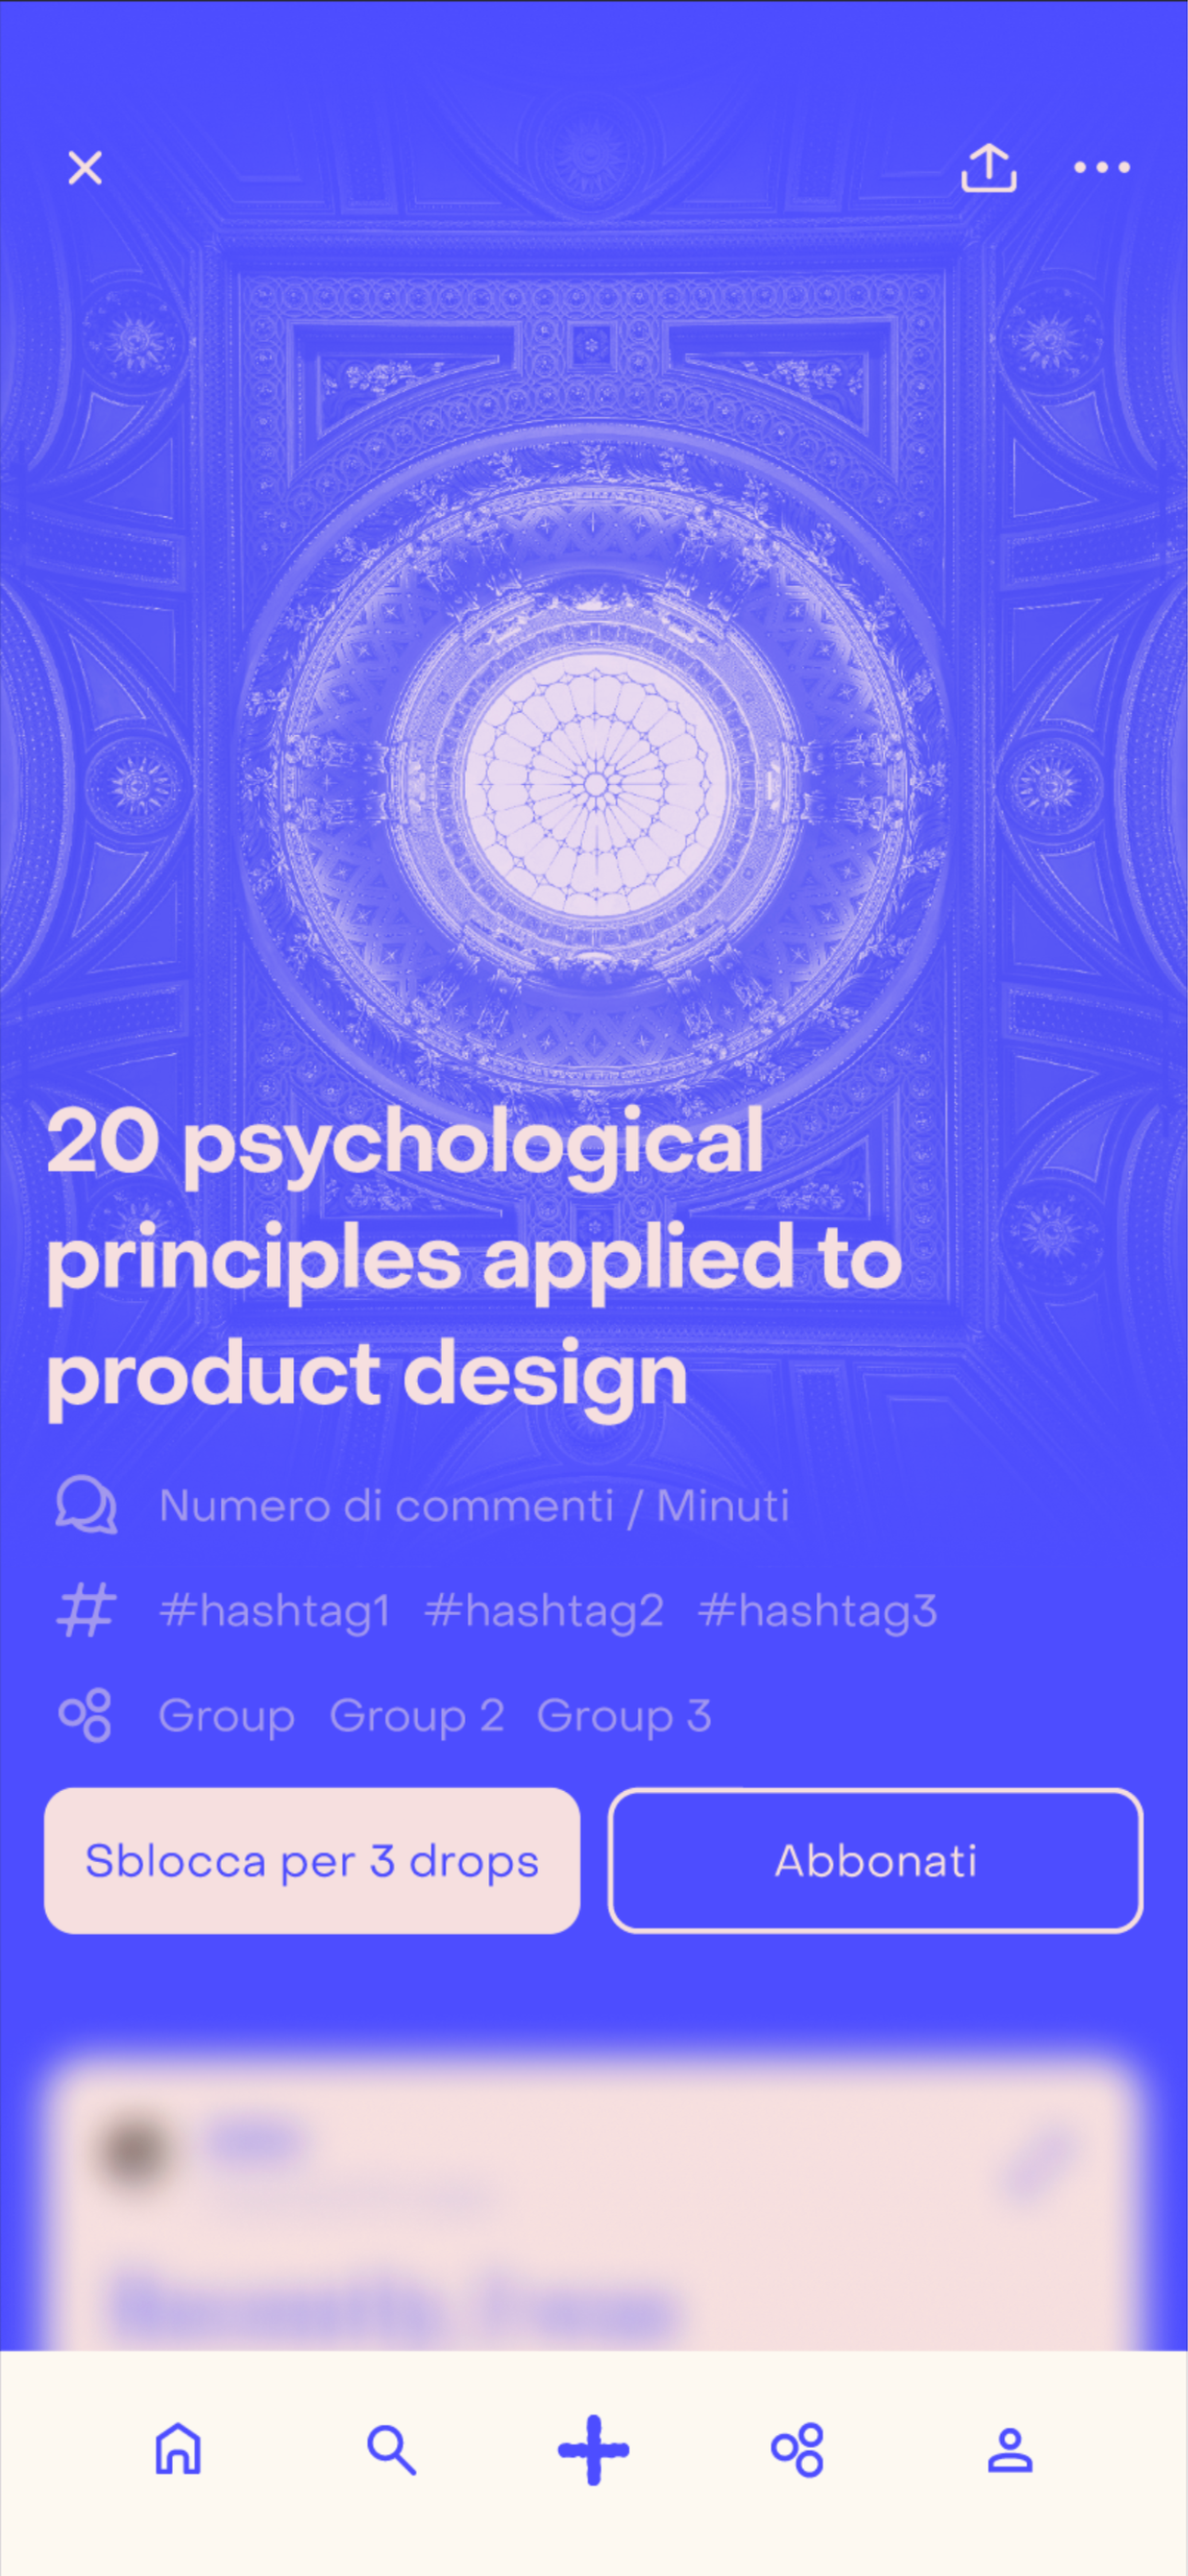 20 psychological
principles applied to
product design
Numero di commenti / Minuti
#hashtag1 #hashtag2 #hashtag3
Group Group 2 Group 3
Sblocca per 3 drops
Abbonati